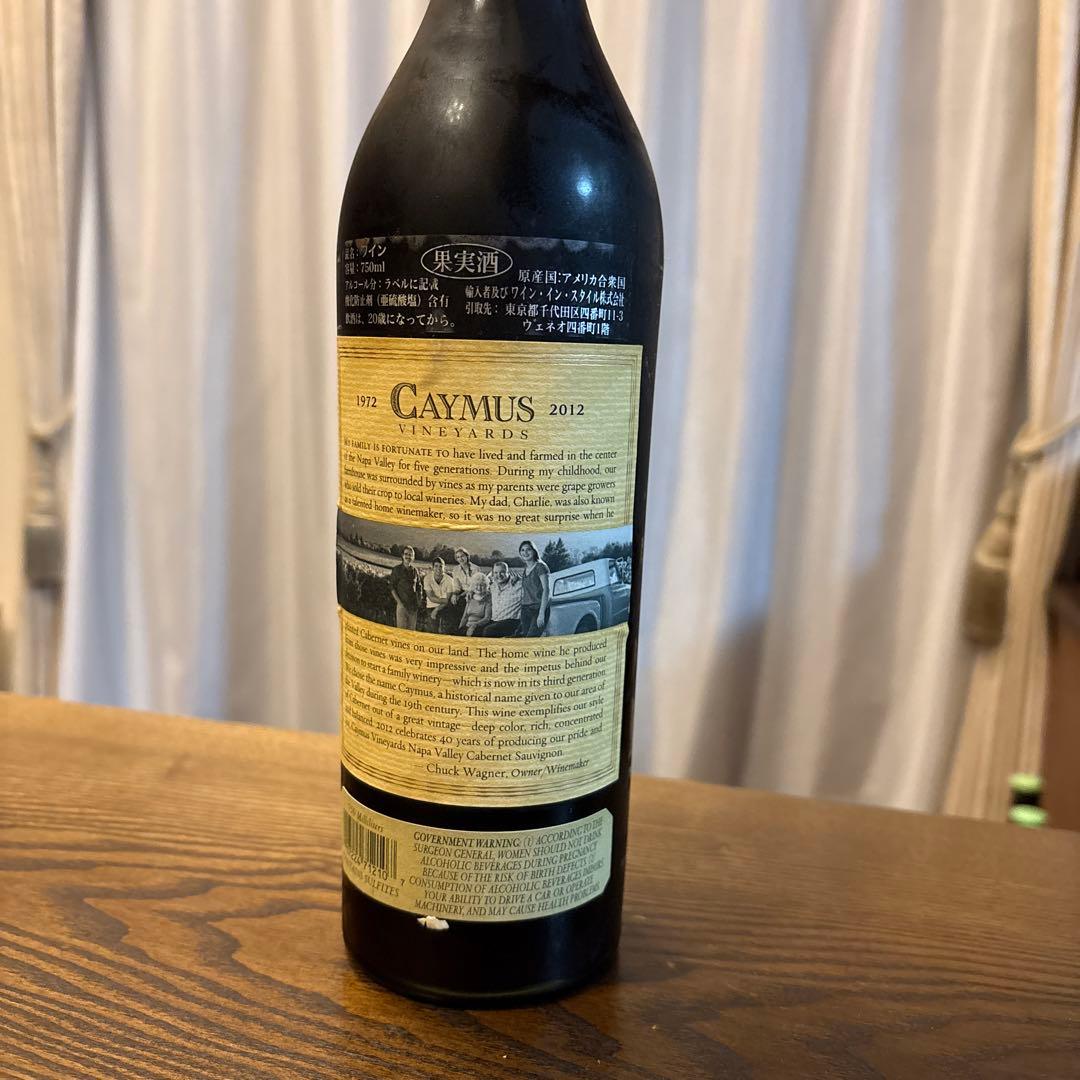 品名：ワイン
容量：750ml
アルコール分：ラベルに記載
酸化防止剤（亜硫酸塩）含有
飲酒は、20歳になってから。
果実酒
原産国：アメリカ合衆国
輸入者及び ワイン・イン・スタイル株式会社
引取先： 東京都千代田区四番町11-3
ヴェネオ四番町1階
1972 CAYMUS 2012
VINEYARDS
MY FAMILY IS FORTUNATE TO have lived and farmed in the center
of the Napa Valley for five generations. During my childhood, our
farmhouse was surrounded by vines as my parents were grape growers
who sold their crop to local wineries. My dad, Charlie, was also known
as a talented home winemaker, so it was no great surprise when he
planted Cabernet vines on our land. The home wine he produced
from those vines was very impressive and the impetus behind our
decision to start a family winery—which is now in its third generation.
We chose the name Caymus, a historical name given to our area of
the Valley during the 19th century. This wine exemplifies our style
of Cabernet out of a great vintage—deep color, rich, concentrated
and balanced. 2012 celebrates 40 years of producing our pride and
joy, Caymus Vineyards Napa Valley Cabernet Sauvignon.
— Chuck Wagner, Owner/Winemaker
750 Milliliters
71210 7
CONTAINS SULFITES
GOVERNMENT WARNING: (1) ACCORDING TO THE
SURGEON GENERAL, WOMEN SHOULD NOT DRINK
ALCOHOLIC BEVERAGES DURING PREGNANCY
BECAUSE OF THE RISK OF BIRTH DEFECTS (2)
CONSUMPTION OF ALCOHOLIC BEVERAGES IMPAIRS
YOUR ABILITY TO DRIVE A CAR OR OPERATE
MACHINERY, AND MAY CAUSE HEALTH PROBLEMS.